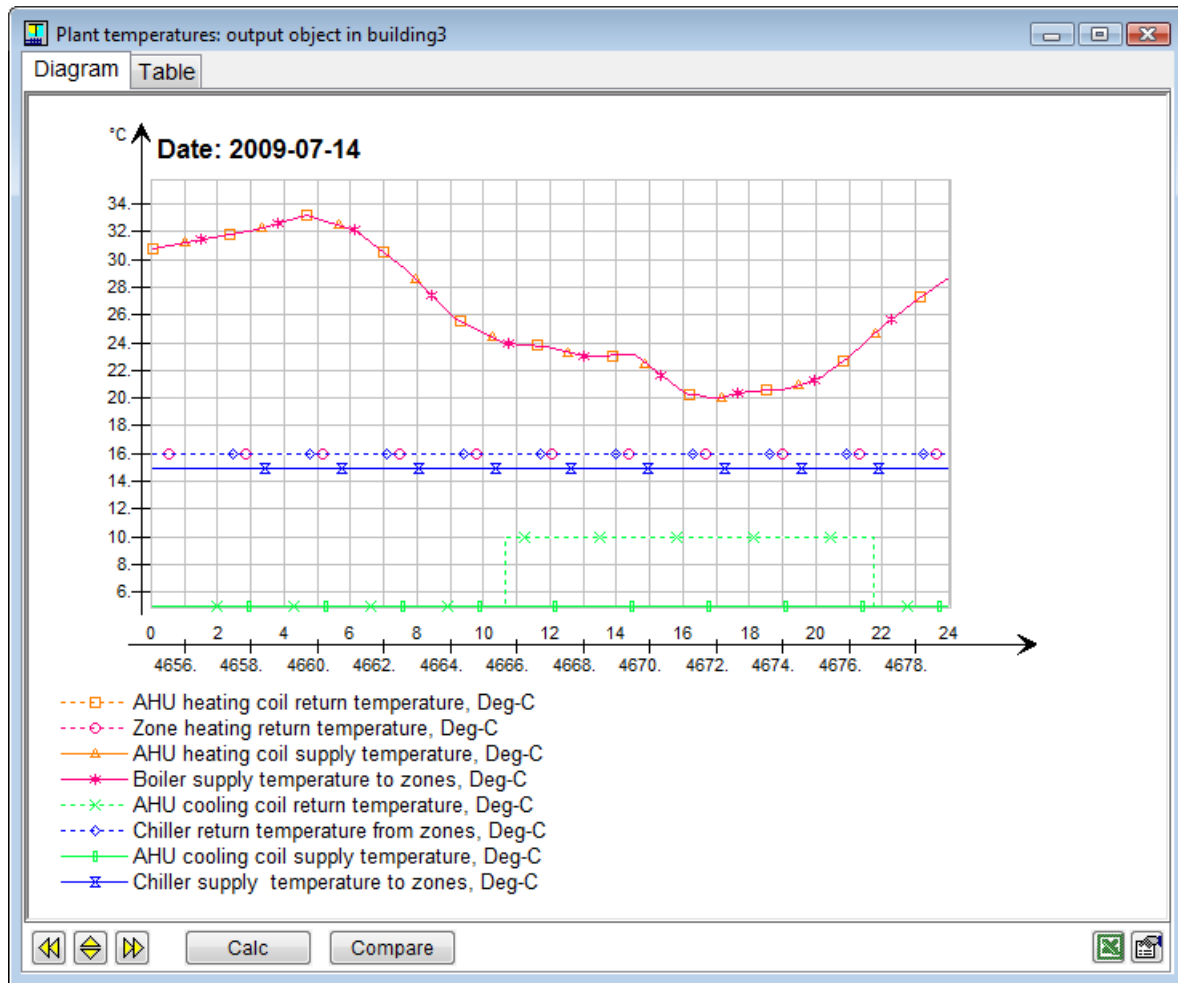 Plant temperatures: output object in building3
Diagram Table
°C
Date: 2009-07-14
34.
32.
30.
28.
26.
24.
22.
20.
18.
16.
14.
12.
10.
8.
6.
0 2 4 6 8 10 12 14 16 18 20 22 24
4656. 4658. 4660. 4662. 4664. 4666. 4668. 4670. 4672. 4674. 4676. 4678.
AHU heating coil return temperature, Deg-C
Zone heating return temperature, Deg-C
AHU heating coil supply temperature, Deg-C
Boiler supply temperature to zones, Deg-C
AHU cooling coil return temperature, Deg-C
Chiller return temperature from zones, Deg-C
AHU cooling coil supply temperature, Deg-C
Chiller supply  temperature to zones, Deg-C
Calc Compare